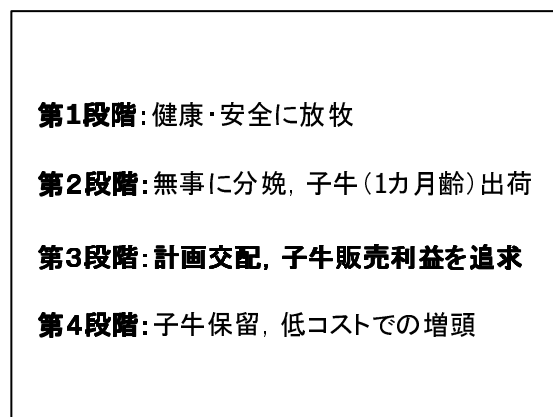 第1段階：健康・安全に放牧
第2段階：無事に分娩，子牛（1カ月齢）出荷
第3段階：計画交配，子牛販売利益を追求
第4段階：子牛保留，低コストでの増頭